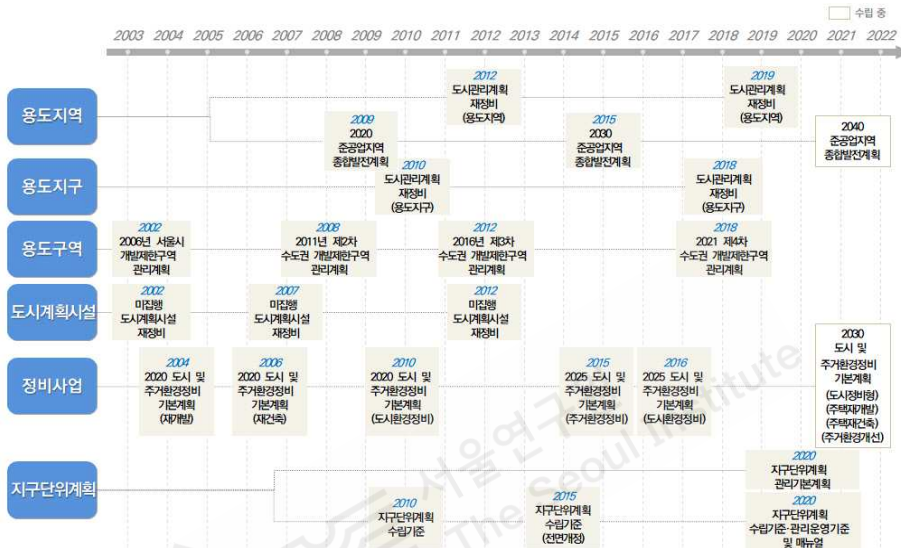 수립 중
2003 2004 2005 2006 2007 2008 2009 2010 2011 2012 2013 2014 2015 2016 2017 2018 2019 2020 2021 2022
용도지역
2012
도시관리계획
재정비
(용도지역)
2019
도시관리계획
재정비
(용도지역)
2009
2020
준공업지역
종합발전계획
2015
2030
준공업지역
종합발전계획
2040
준공업지역
종합발전계획
용도지구
2010
도시관리계획
재정비
(용도지구)
2018
도시관리계획
재정비
(용도지구)
용도구역
2002
2006년 서울시
개발제한구역
관리계획
2008
2011년 제2차
수도권 개발제한구역
관리계획
2012
2016년 제3차
수도권 개발제한구역
관리계획
2018
2021 제4차
수도권 개발제한구역
관리계획
도시계획시설
2002
미집행
도시계획시설
재정비
2007
미집행
도시계획시설
재정비
2012
미집행
도시계획시설
재정비
정비사업
2004
2020 도시 및
주거환경정비
기본계획
(재개발)
2006
2020 도시 및
주거환경정비
기본계획
(재건축)
2010
2020 도시 및
주거환경정비
기본계획
(도시환경정비)
2015
2025 도시 및
주거환경정비
기본계획
(주거환경정비)
2016
2025 도시 및
주거환경정비
기본계획
(도시환경정비)
2030
도시 및
주거환경정비
기본계획
(도시정비형)
(주택재개발)
(주택재건축)
(주거환경개선)
지구단위계획
2020
지구단위계획
관리기본계획
2010
지구단위계획
수립기준
2015
지구단위계획
수립기준
(전면개정)
2020
지구단위계획
수립기준·관리운영기준
및 매뉴얼
서울연구원
The Seoul Institute